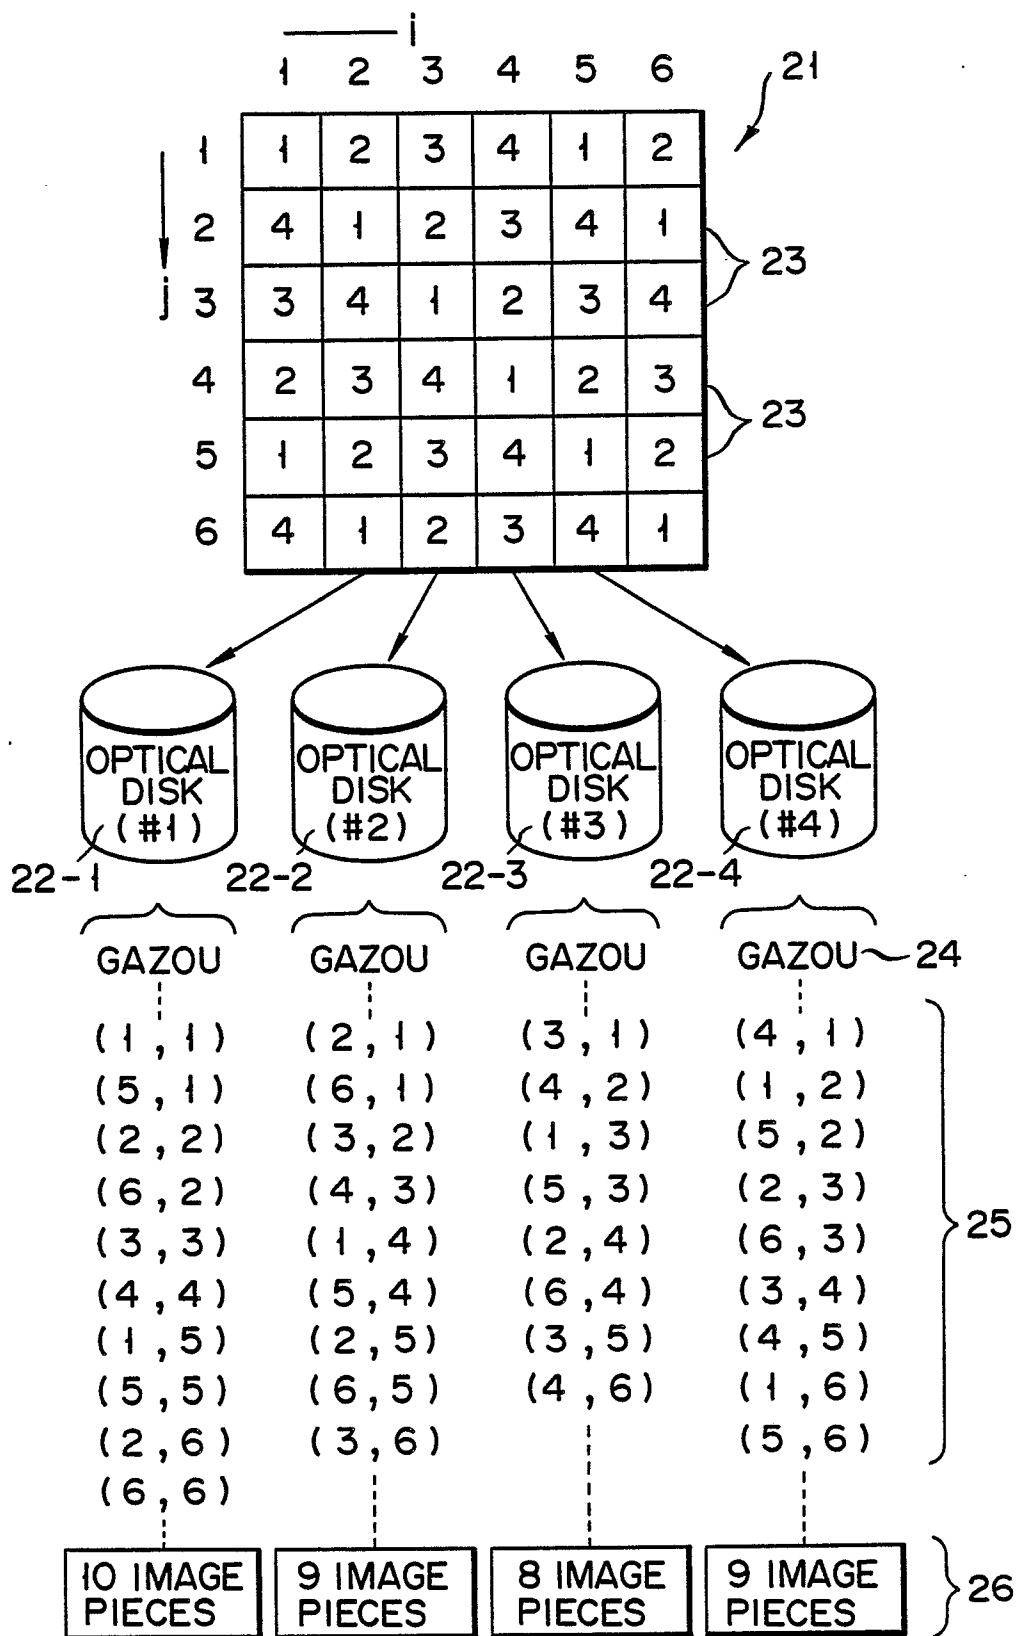 i
1 2 3 4 5 6
21
1 1 2 3 4 1 2
2 4 1 2 3 4 1
23
j 3 3 4 1 2 3 4
4 2 3 4 1 2 3
23
5 1 2 3 4 1 2
6 4 1 2 3 4 1
OPTICAL DISK (#1)
OPTICAL DISK (#2)
OPTICAL DISK (#3)
OPTICAL DISK (#4)
22-1 22-2 22-3 22-4
GAZOU GAZOU GAZOU GAZOU 24
(1,1) (2,1) (3,1) (4,1)
(5,1) (6,1) (4,2) (1,2)
(2,2) (3,2) (1,3) (5,2)
(6,2) (4,3) (5,3) (2,3)
25
(3,3) (1,4) (2,4) (6,3)
(4,4) (5,4) (6,4) (3,4)
(1,5) (2,5) (3,5) (4,5)
(5,5) (6,5) (4,6) (1,6)
(2,6) (3,6) (5,6)
(6,6)
10 IMAGE PIECES
9 IMAGE PIECES
8 IMAGE PIECES
9 IMAGE PIECES
26